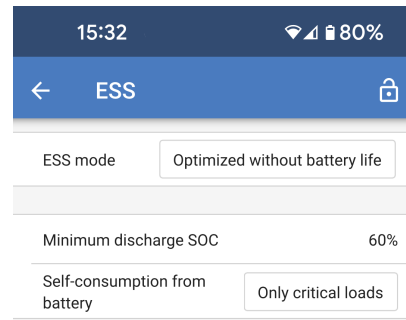 15:32 80%
ESS
ESS mode Optimized without battery life
Minimum discharge SOC 60%
Self-consumption from
battery Only critical loads